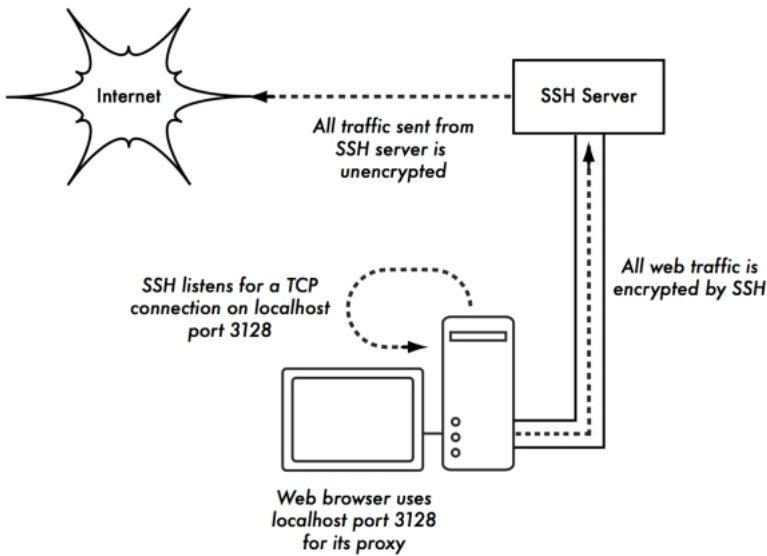 Internet
SSH Server
All traffic sent from
SSH server is
unencrypted
All web traffic is
encrypted by SSH
SSH listens for a TCP
connection on localhost
port 3128
Web browser uses
localhost port 3128
for its proxy